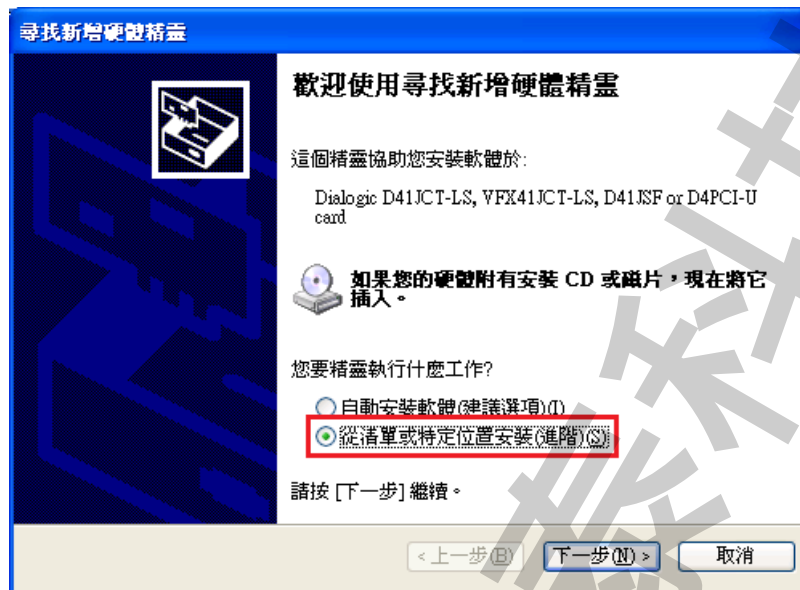 尋找新增硬體精靈
歡迎使用尋找新增硬體精靈
這個精靈協助您安裝軟體於:
Dialogic D41JCT-LS, VFX41JCT-LS, D41JSF or D4PCI-U
card
如果您的硬體附有安裝 CD 或磁片，現在將它
插入。
您要精靈執行什麼工作?
自動安裝軟體(建議選項)(I)
從清單或特定位置安裝(進階)(S)
請按 [下一步] 繼續。
< 上一步(B)
下一步(N) >
取消
泰科